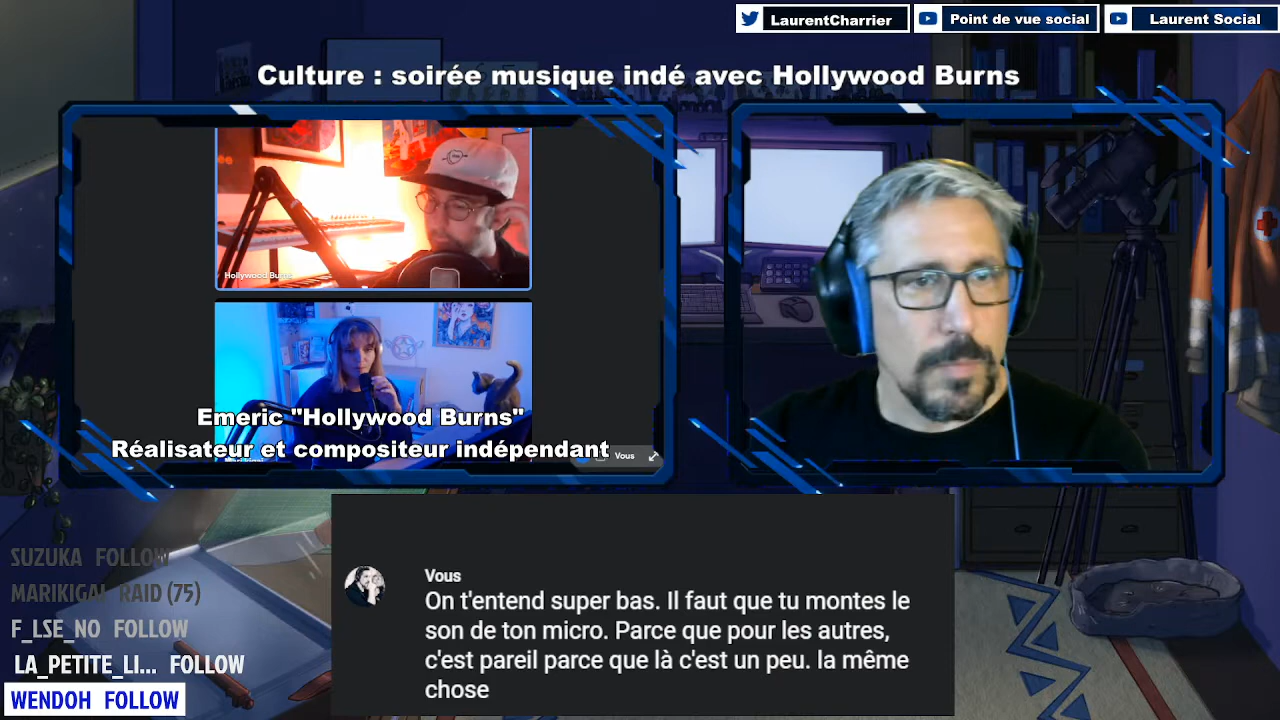 LaurentCharrier
Point de vue social
Laurent Social
Culture : soirée musique indé avec Hollywood Burns
Hollywood Burns
Emeric "Hollywood Burns"
Réalisateur et compositeur indépendant
Vous
SUZUKA FOLLOW
MARIKIGAI RAID (75)
F_LSE_NO FOLLOW
LA_PETITE_LI... FOLLOW
WENDOH FOLLOW
Vous
On t'entend super bas. Il faut que tu montes le
son de ton micro. Parce que pour les autres,
c'est pareil parce que là c'est un peu. la même
chose